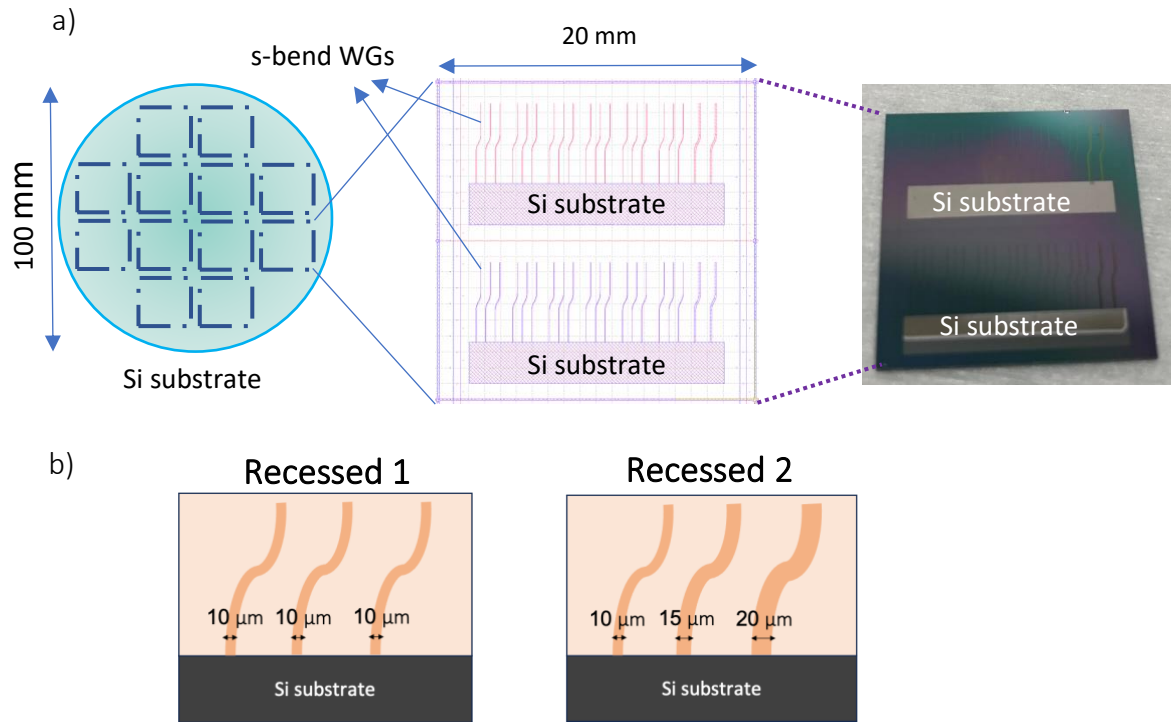 a)
20 mm
s-bend WGs
100 mm
Si substrate
Si substrate
Si substrate
Si substrate
Si substrate
b)
Recessed 1
Recessed 2
10 µm
10 µm
10 µm
10 µm
15 µm
20 µm
Si substrate
Si substrate